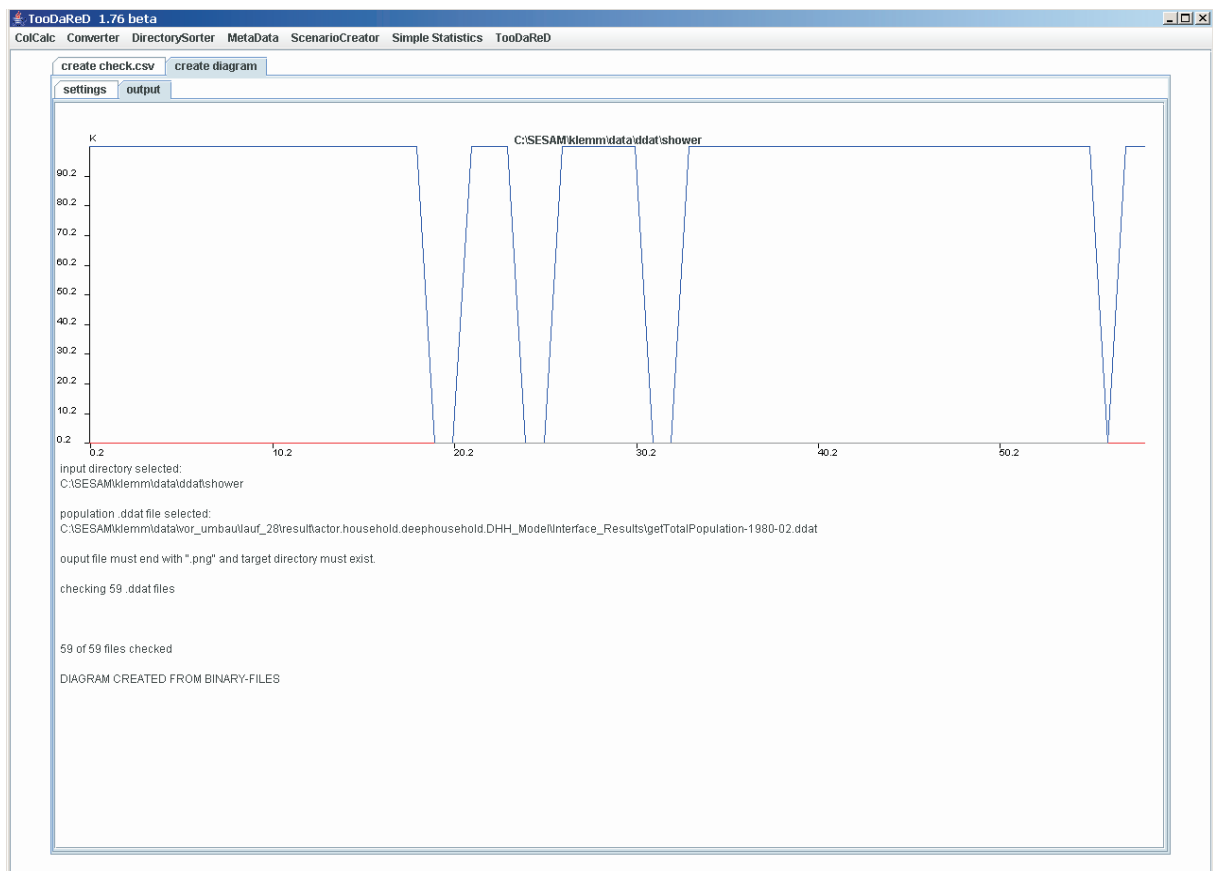 TooDaReD 1.76 beta
ColCalc Converter DirectorySorter MetaData ScenarioCreator Simple Statistics TooDaReD
create check.csv create diagram
settings output
K
C:\SESAM\klemm\data\ddat\shower
90.2
80.2
70.2
60.2
50.2
40.2
30.2
20.2
10.2
0.2
0.2 10.2 20.2 30.2 40.2 50.2
input directory selected:
C:\SESAM\klemm\data\ddat\shower
population .ddat file selected:
C:\SESAM\klemm\data\vor_umbau\lauf_28\result\actor.household.deephousehold.DHH_Model\Interface_Results\getTotalPopulation-1980-02.ddat
ouput file must end with ".png" and target directory must exist.
checking 59 .ddat files
59 of 59 files checked
DIAGRAM CREATED FROM BINARY-FILES